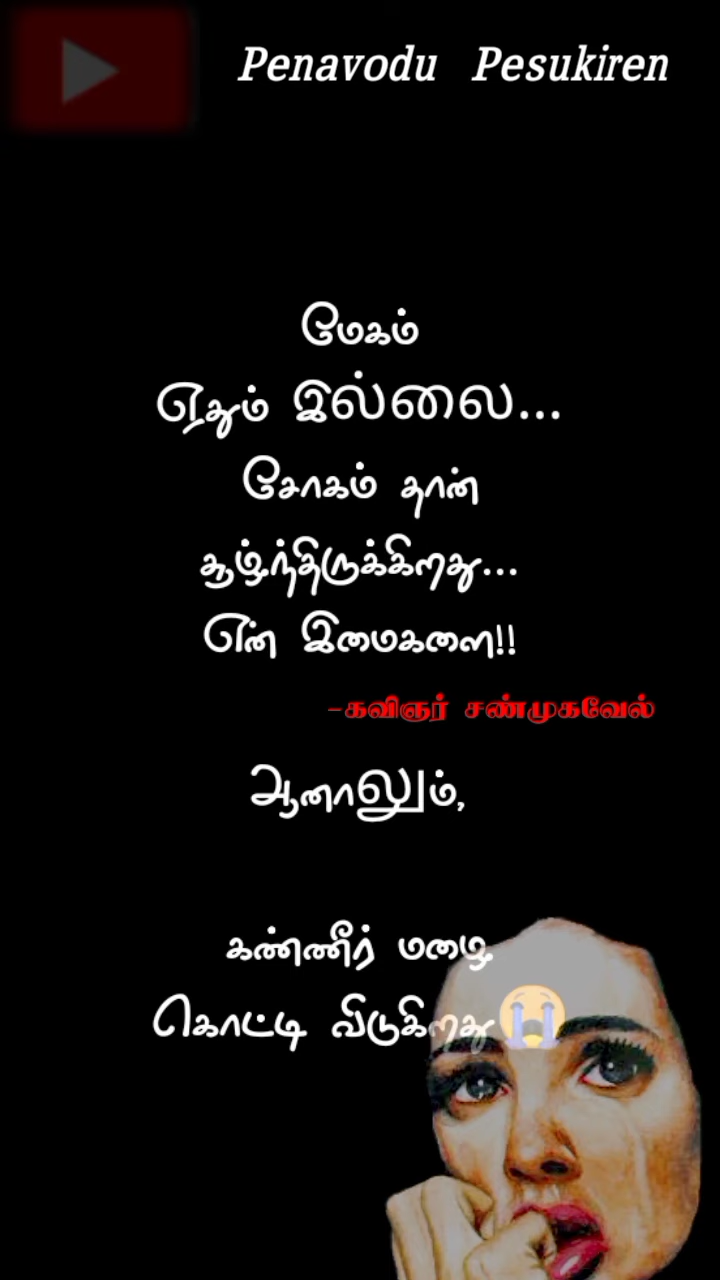 Penavodu Pesukiren
மேகம்
ஏதும் இல்லை...
சோகம் தான்
சூழ்ந்திருக்கிறது...
என் இமைகளை!!
-கவிஞர் சண்முகவேல்
ஆனாலும்,
கண்ணீர் மழை
கொட்டி விடுகிறது😭